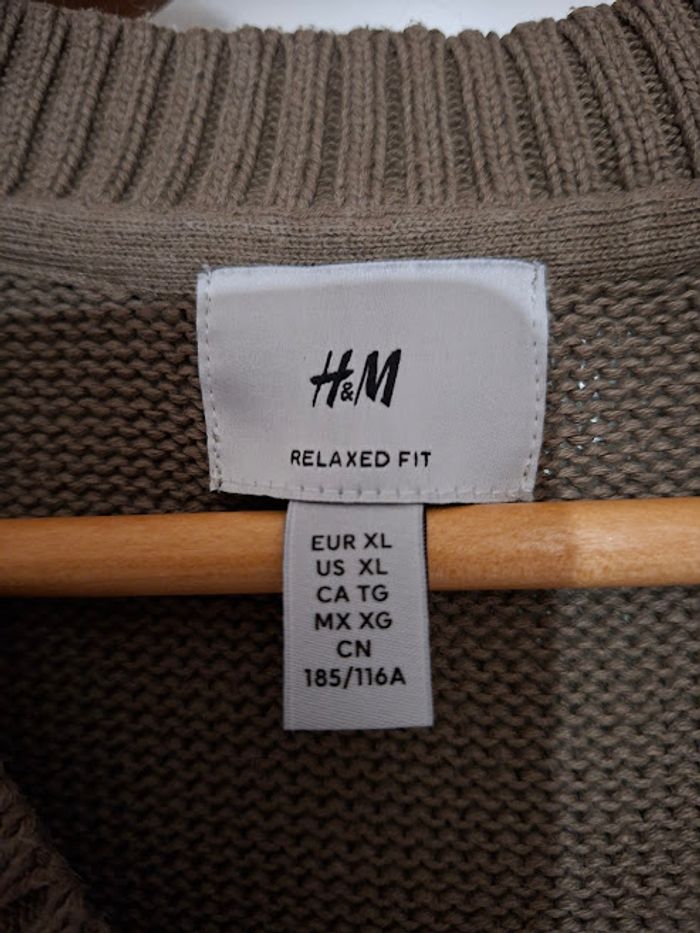 H&M
RELAXED FIT
EUR XL
US XL
CA TG
MX XG
CN
185/116A